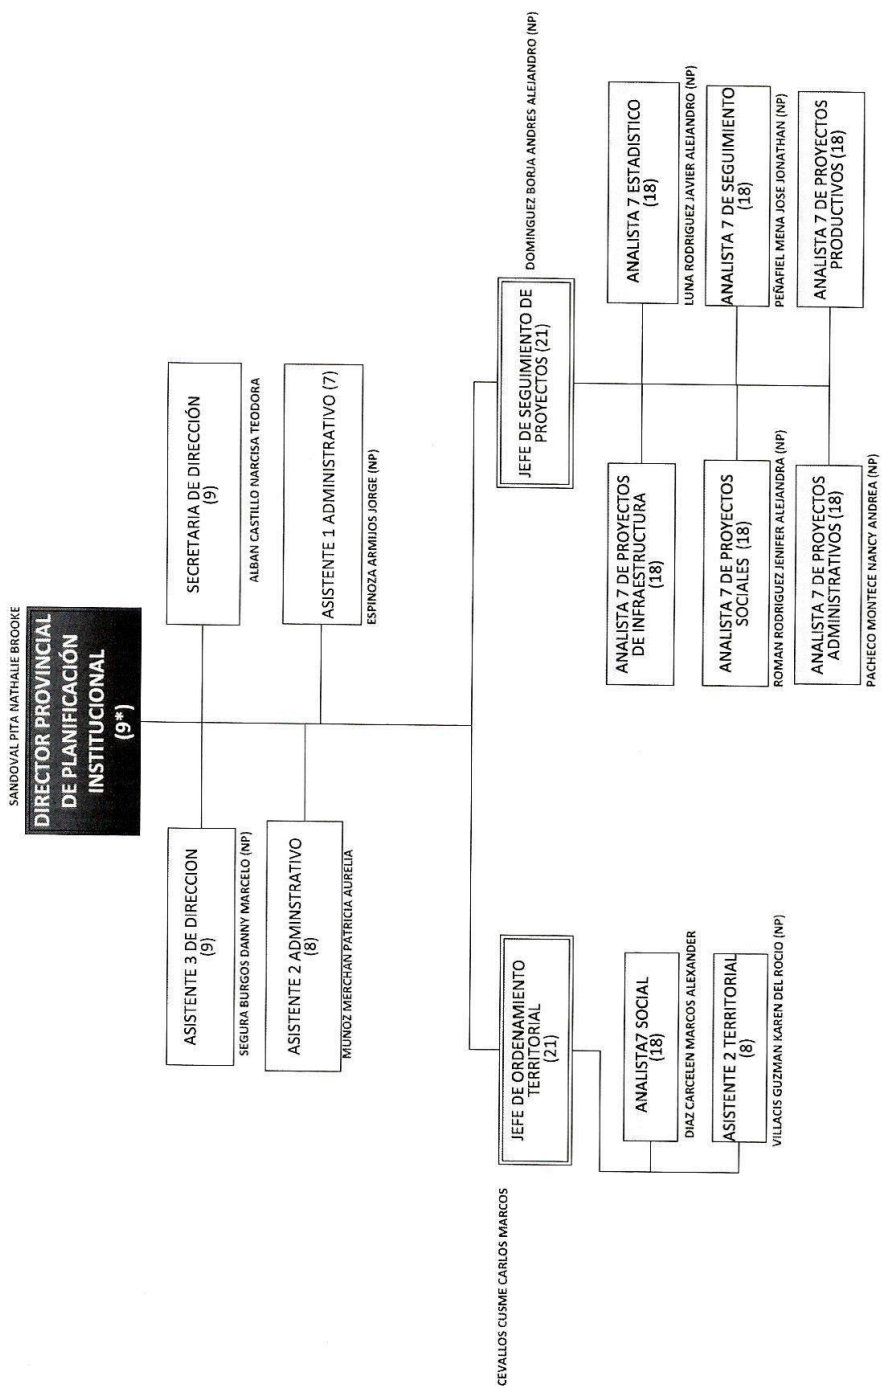 SANDOVAL PITA NATHALIE BROOKE
DIRECTOR PROVINCIAL
DE PLANIFICACIÓN
INSTITUCIONAL
(9*)
ASISTENTE 3 DE DIRECCION
(9)
SEGURA BURGOS DANNY MARCELO (NP)
SECRETARIA DE DIRECCIÓN
(9)
ALBAN CASTILLO NARCISA TEODORA
ASISTENTE 2 ADMINSTRATIVO
(8)
MUÑOZ MERCHAN PATRICIA AURELIA
ASISTENTE 1 ADMINISTRATIVO (7)
ESPINOZA ARMIJOS JORGE (NP)
CEVALLOS CUSME CARLOS MARCOS
JEFE DE ORDENAMIENTO
TERRITORIAL
(21)
ANALISTA7 SOCIAL
(18)
DIAZ CARCELEN MARCOS ALEXANDER
ASISTENTE 2 TERRITORIAL
(8)
VILLACIS GUZMAN KAREN DEL ROCIO (NP)
JEFE DE SEGUIMIENTO DE
PROYECTOS (21)
DOMINGUEZ BORJA ANDRES ALEJANDRO (NP)
ANALISTA 7 DE PROYECTOS
DE INFRAESTRUCTURA
(18)
ANALISTA 7 ESTADISTICO
(18)
LUNA RODRIGUEZ JAVIER ALEJANDRO (NP)
ANALISTA 7 DE PROYECTOS
SOCIALES (18)
ROMAN RODRIGUEZ JENIFER ALEJANDRA (NP)
ANALISTA 7 DE SEGUIMIENTO
(18)
PEÑAFIEL MENA JOSE JONATHAN (NP)
ANALISTA 7 DE PROYECTOS
ADMINISTRATIVOS (18)
PACHECO MONTECE NANCY ANDREA (NP)
ANALISTA 7 DE PROYECTOS
PRODUCTIVOS (18)